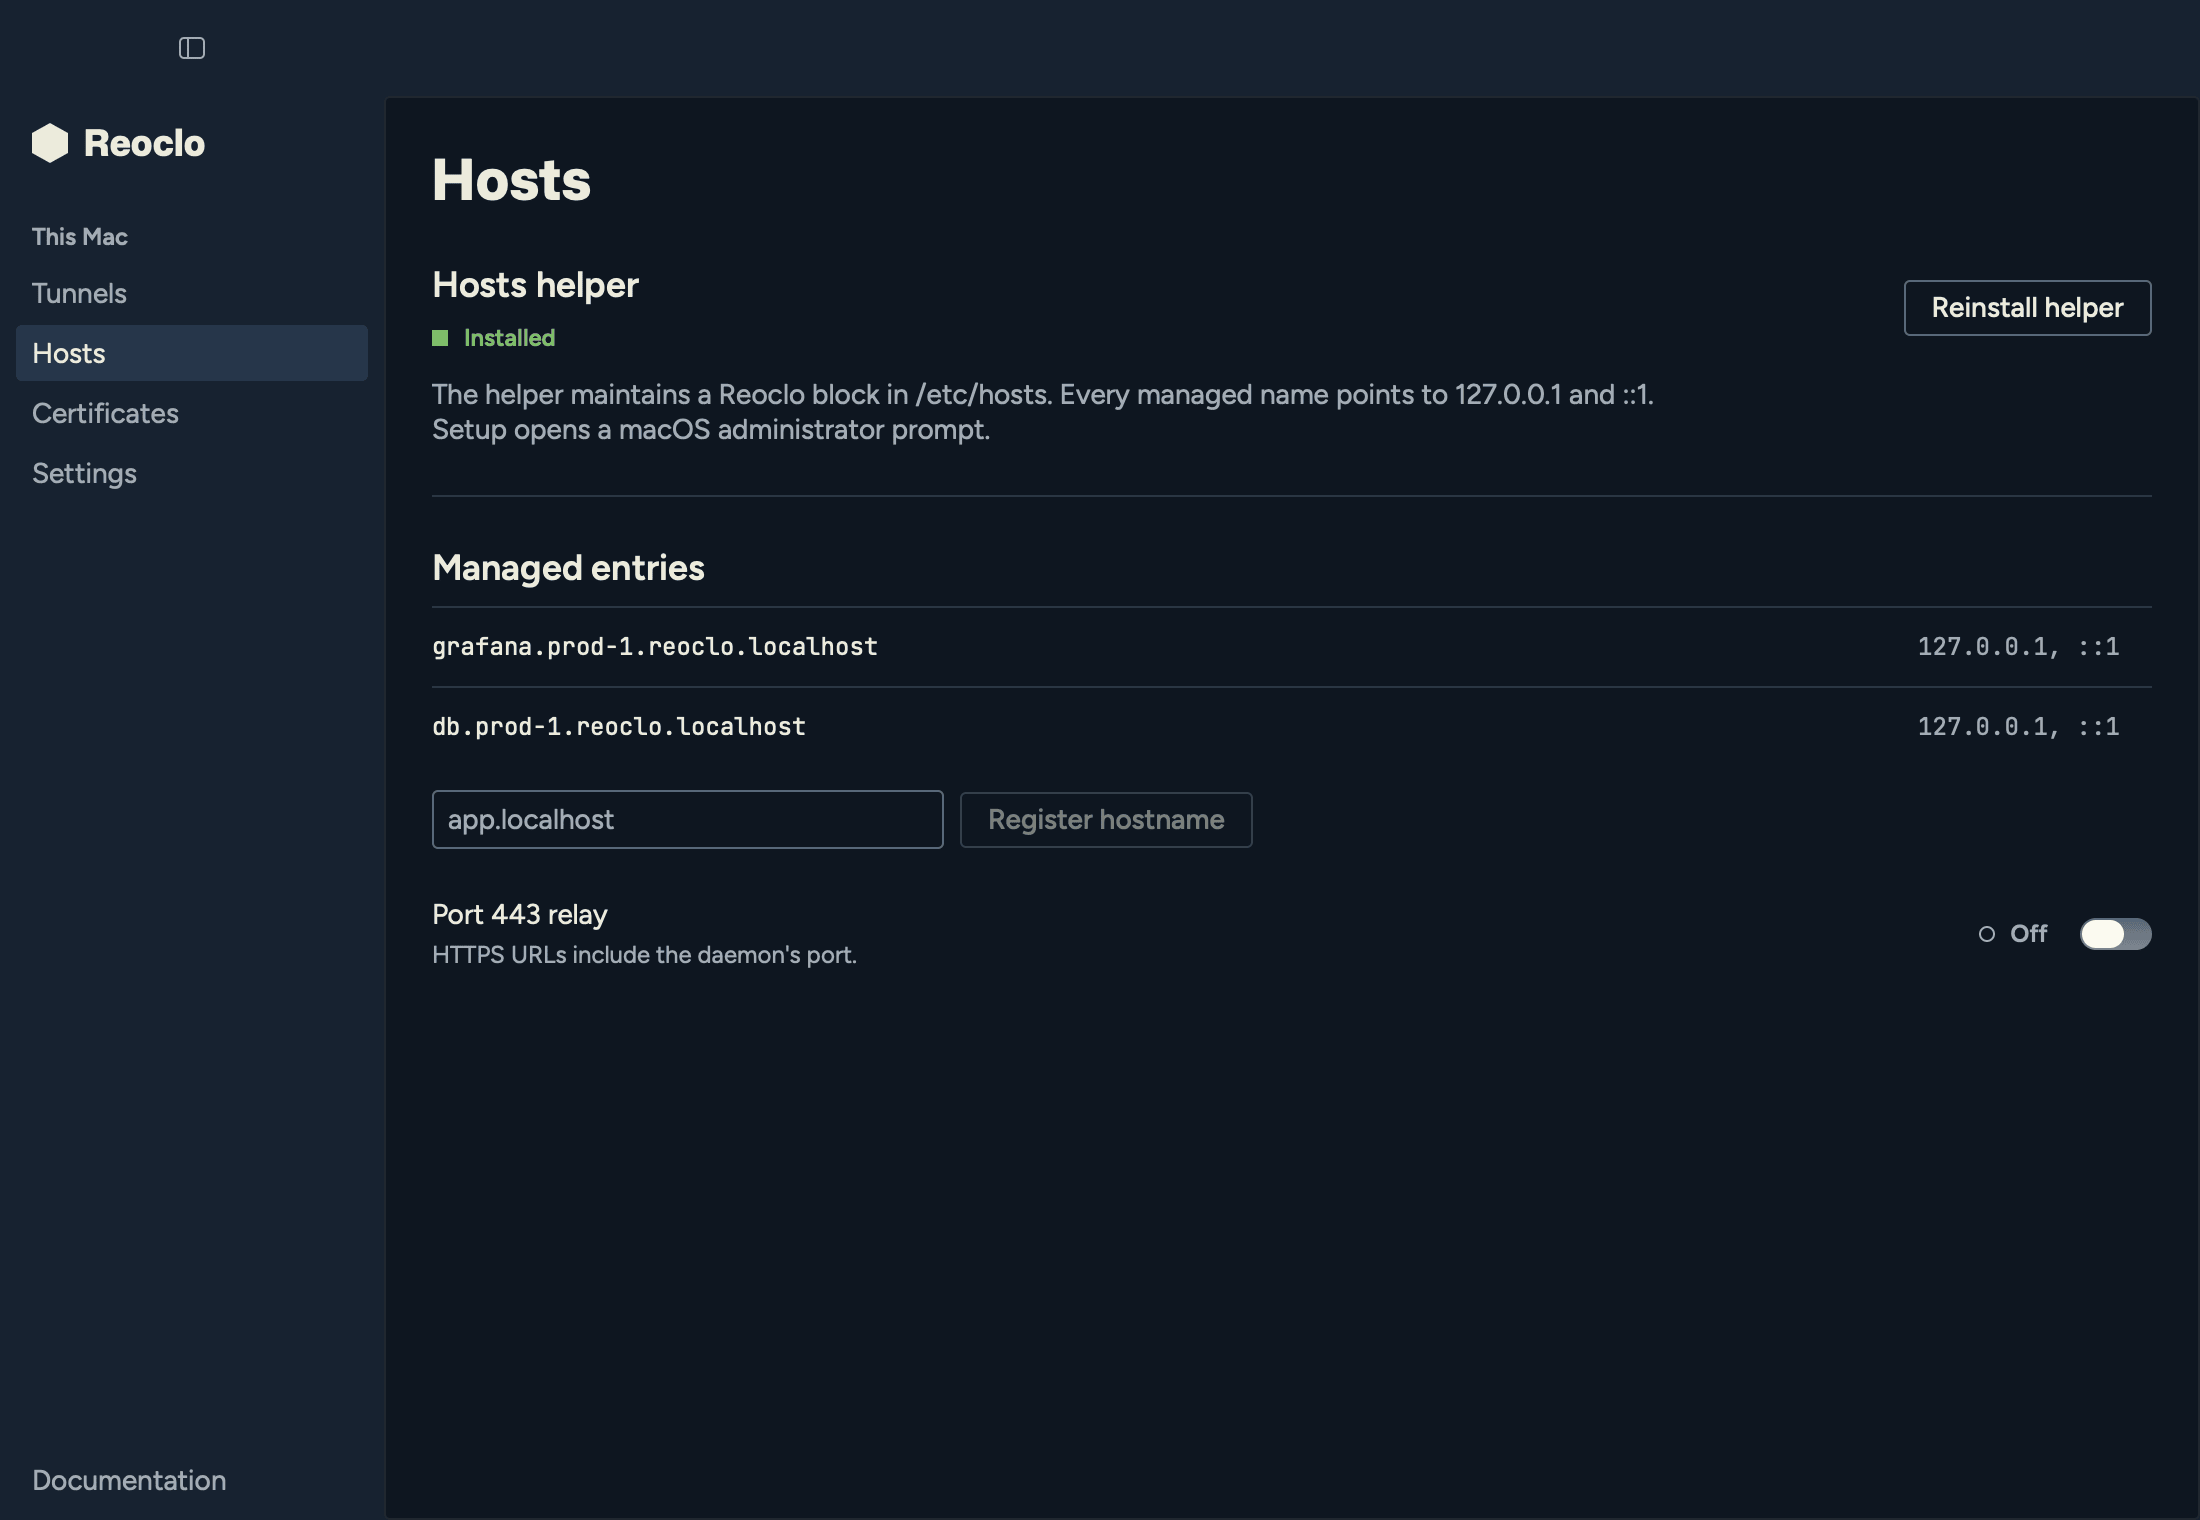 Reoclo
This Mac
Tunnels
Hosts
Certificates
Settings
Documentation
Hosts
Hosts helper
Installed
Reinstall helper
The helper maintains a Reoclo block in /etc/hosts. Every managed name points to 127.0.0.1 and ::1.
Setup opens a macOS administrator prompt.
Managed entries
grafana.prod-1.reoclo.localhost 127.0.0.1, ::1
db.prod-1.reoclo.localhost 127.0.0.1, ::1
app.localhost Register hostname
Port 443 relay
HTTPS URLs include the daemon's port.
Off